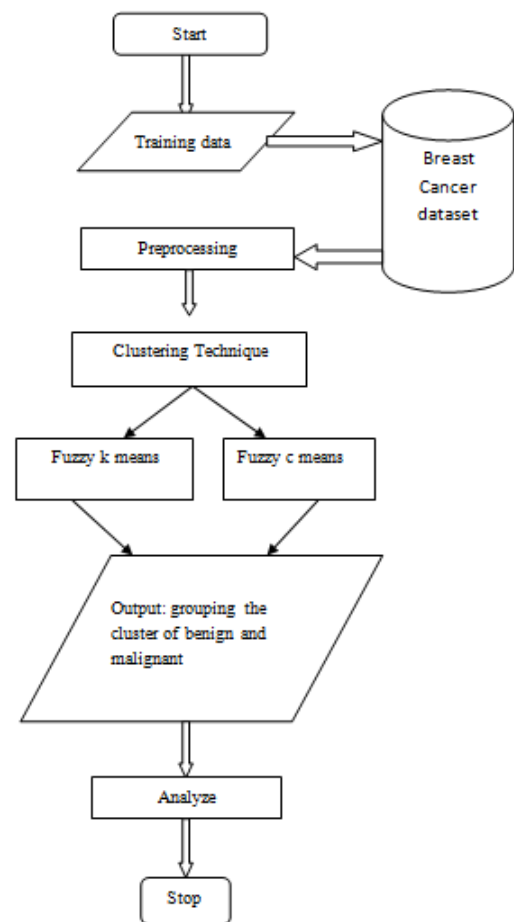 Start
Training data
Breast
Cancer
dataset
Preprocessing
Clustering Technique
Fuzzy k means
Fuzzy c means
Output: grouping the
cluster of benign and
malignant
Analyze
Stop